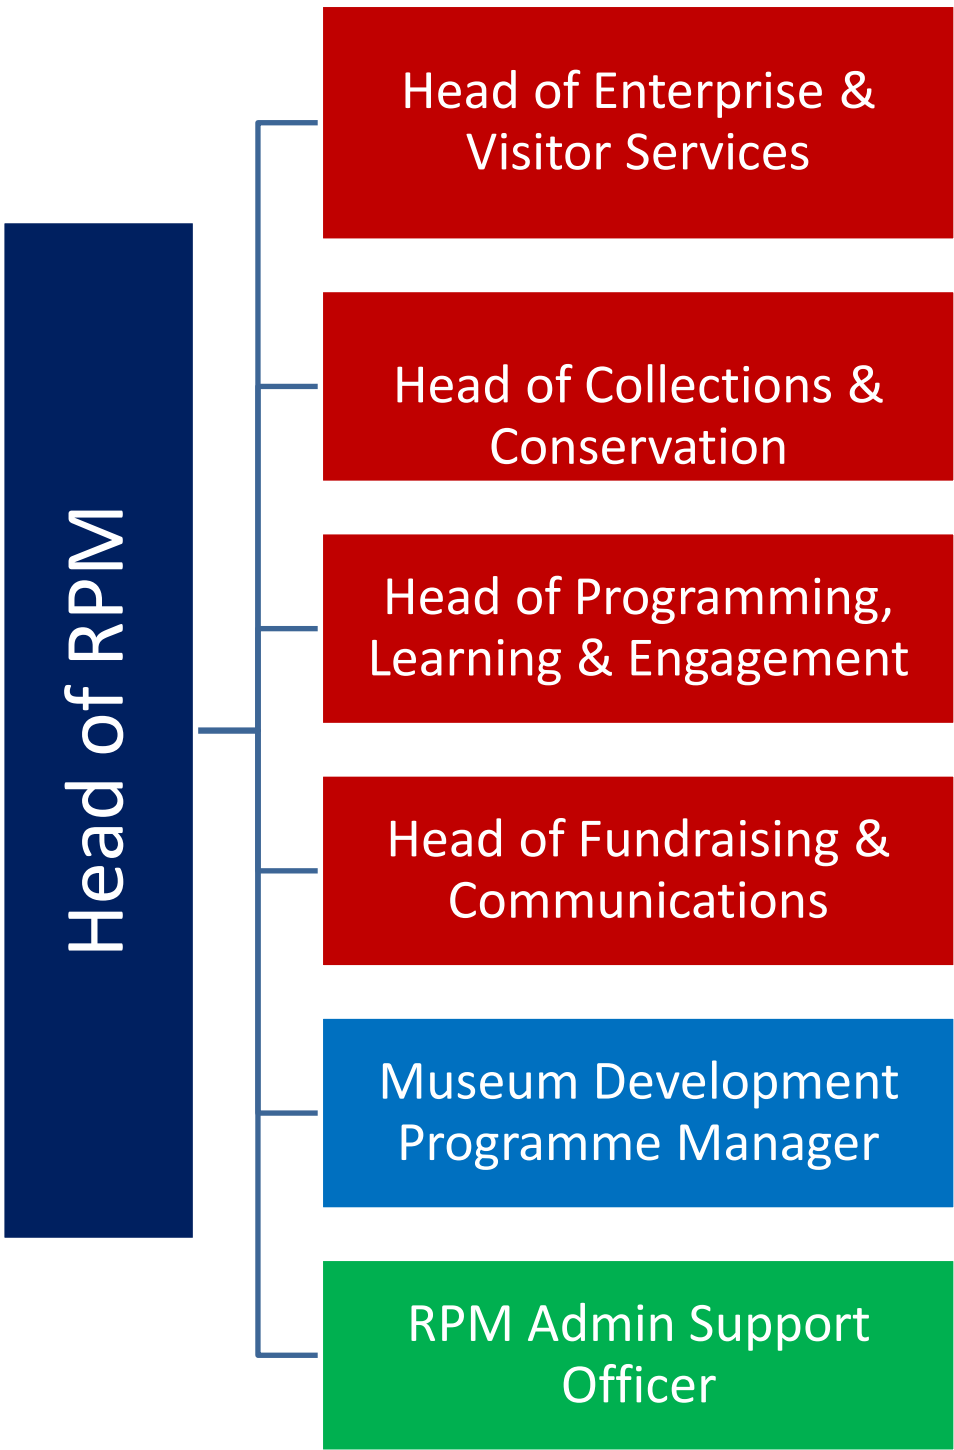 Head of RPM
Head of Enterprise &
Visitor Services
Head of Collections &
Conservation
Head of Programming,
Learning & Engagement
Head of Fundraising &
Communications
Museum Development
Programme Manager
RPM Admin Support
Officer